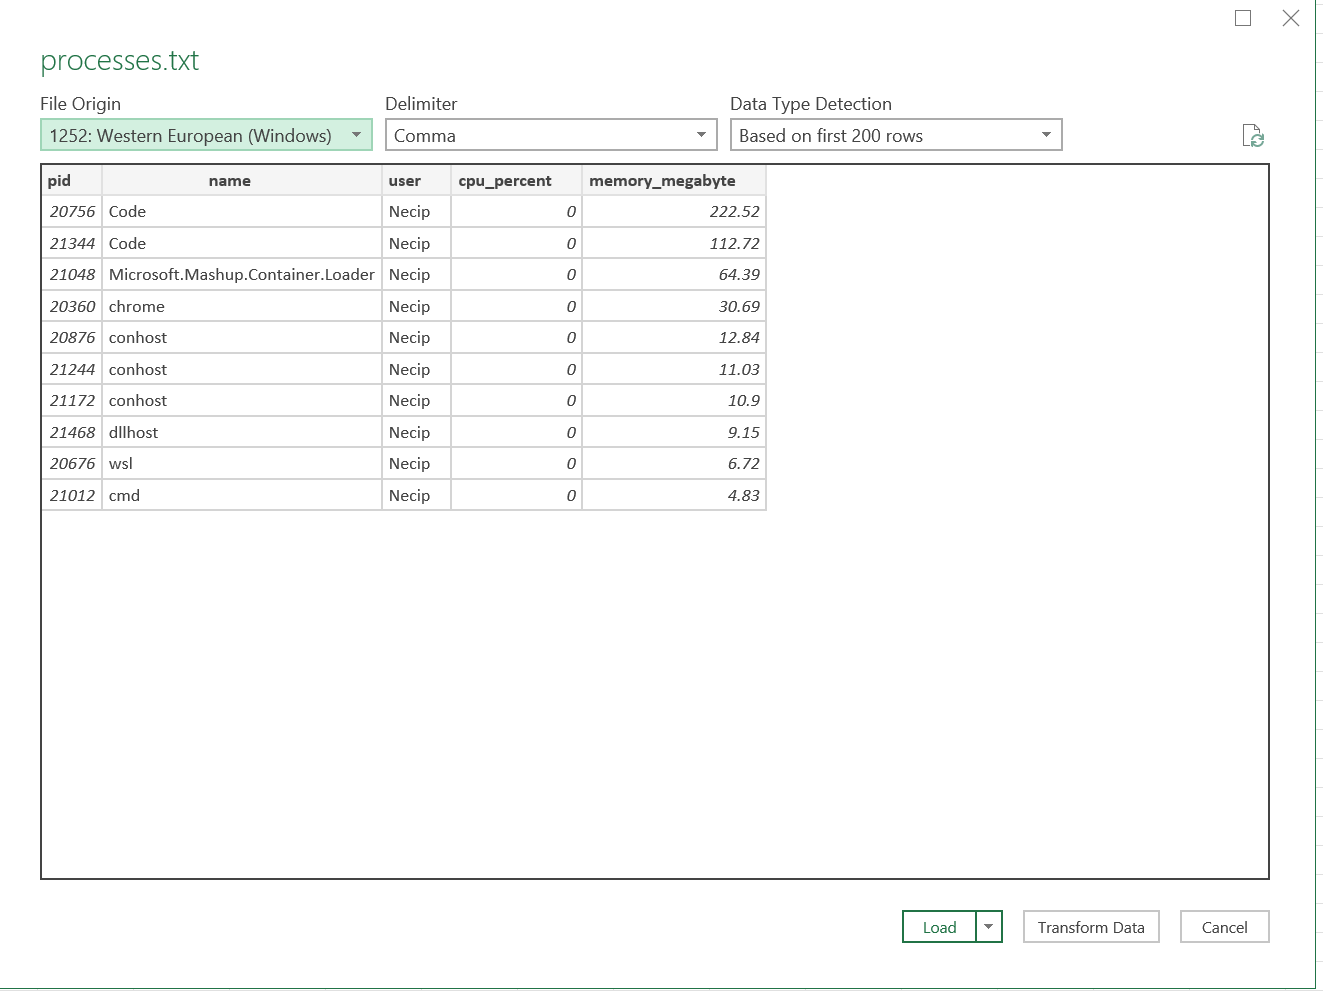 processes.txt
File Origin Delimiter Data Type Detection
1252: Western European (Windows) Comma Based on first 200 rows
pid name user cpu_percent memory_megabyte
20756 Code Necip 0 222.52
21344 Code Necip 0 112.72
21048 Microsoft.Mashup.Container.Loader Necip 0 64.39
20360 chrome Necip 0 30.69
20876 conhost Necip 0 12.84
21244 conhost Necip 0 11.03
21172 conhost Necip 0 10.9
21468 dllhost Necip 0 9.15
20676 wsl Necip 0 6.72
21012 cmd Necip 0 4.83
Load Transform Data Cancel